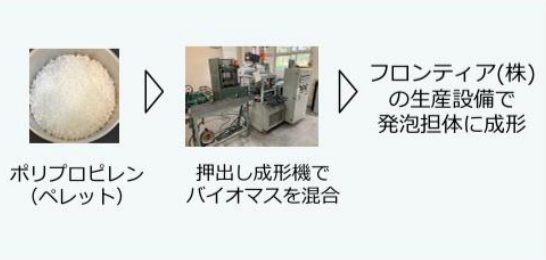 ポリプロピレン
（ペレット）
押出し成形機で
バイオマスを混合
フロンティア(株)
の生産設備で
発泡担体に成形